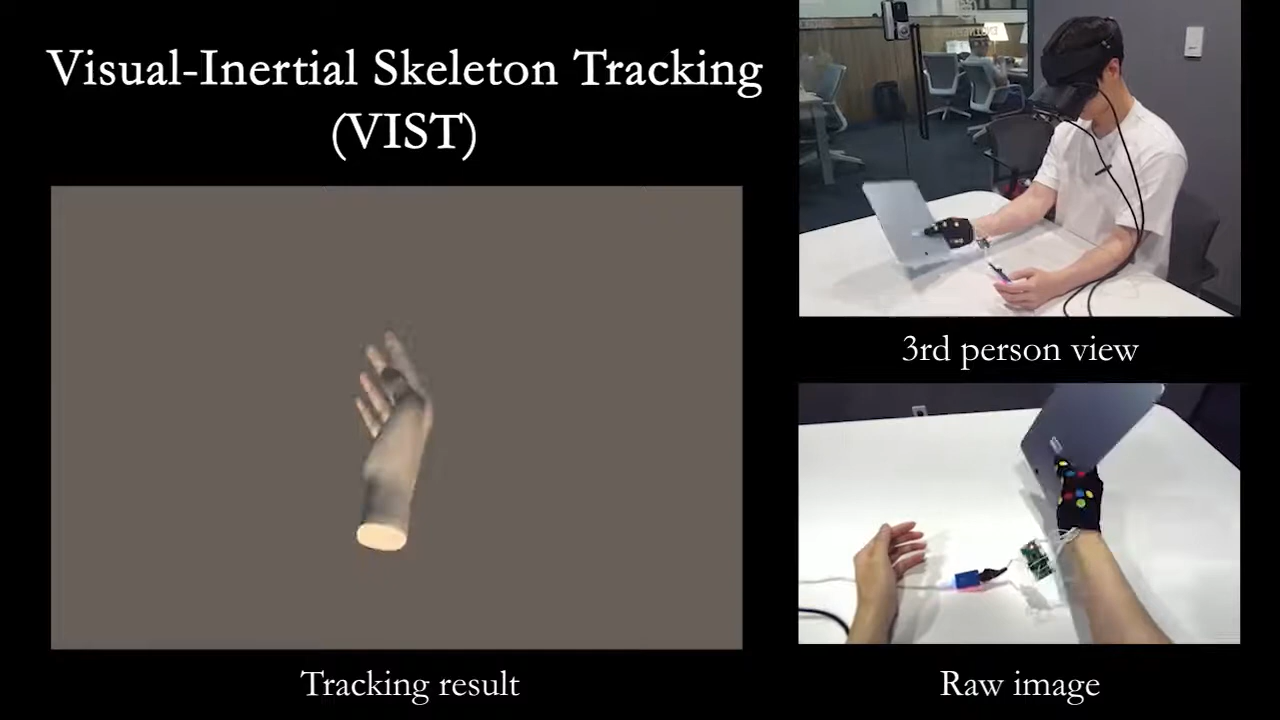 Visual-Inertial Skeleton Tracking
(VIST)
3rd person view
Tracking result
Raw image